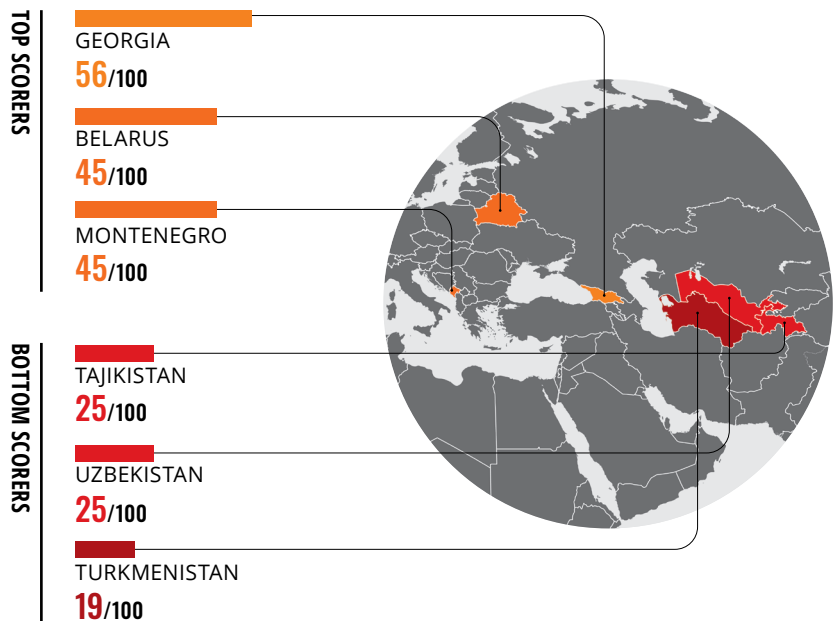 TOP SCORERS
GEORGIA
56/100
BELARUS
45/100
MONTENEGRO
45/100
BOTTOM SCORERS
TAJIKISTAN
25/100
UZBEKISTAN
25/100
TURKMENISTAN
19/100